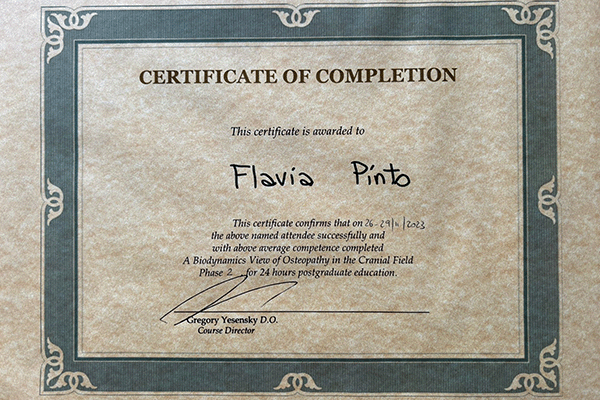 CERTIFICATE OF COMPLETION
This certificate is awarded to
Flavia Pinto
This certificate confirms that on 26-29/11/2023
the above named attendee successfully and
with above average competence completed
A Biodynamics View of Osteopathy in the Cranial Field
Phase 2 for 24 hours postgraduate education.
Gregory Yesensky D.O.
Course Director